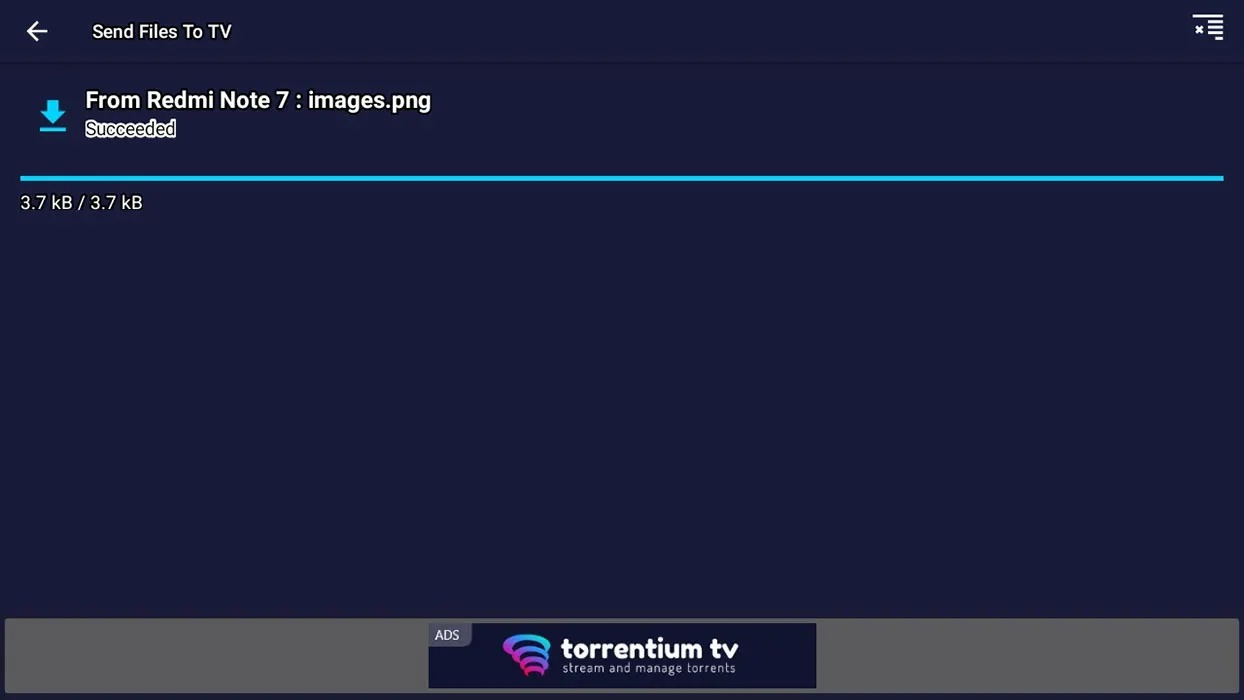 Send Files To TV
From Redmi Note 7 : images.png
Succeeded
3.7 kB / 3.7 kB
ADS
torrentium tv
stream and manage torrents